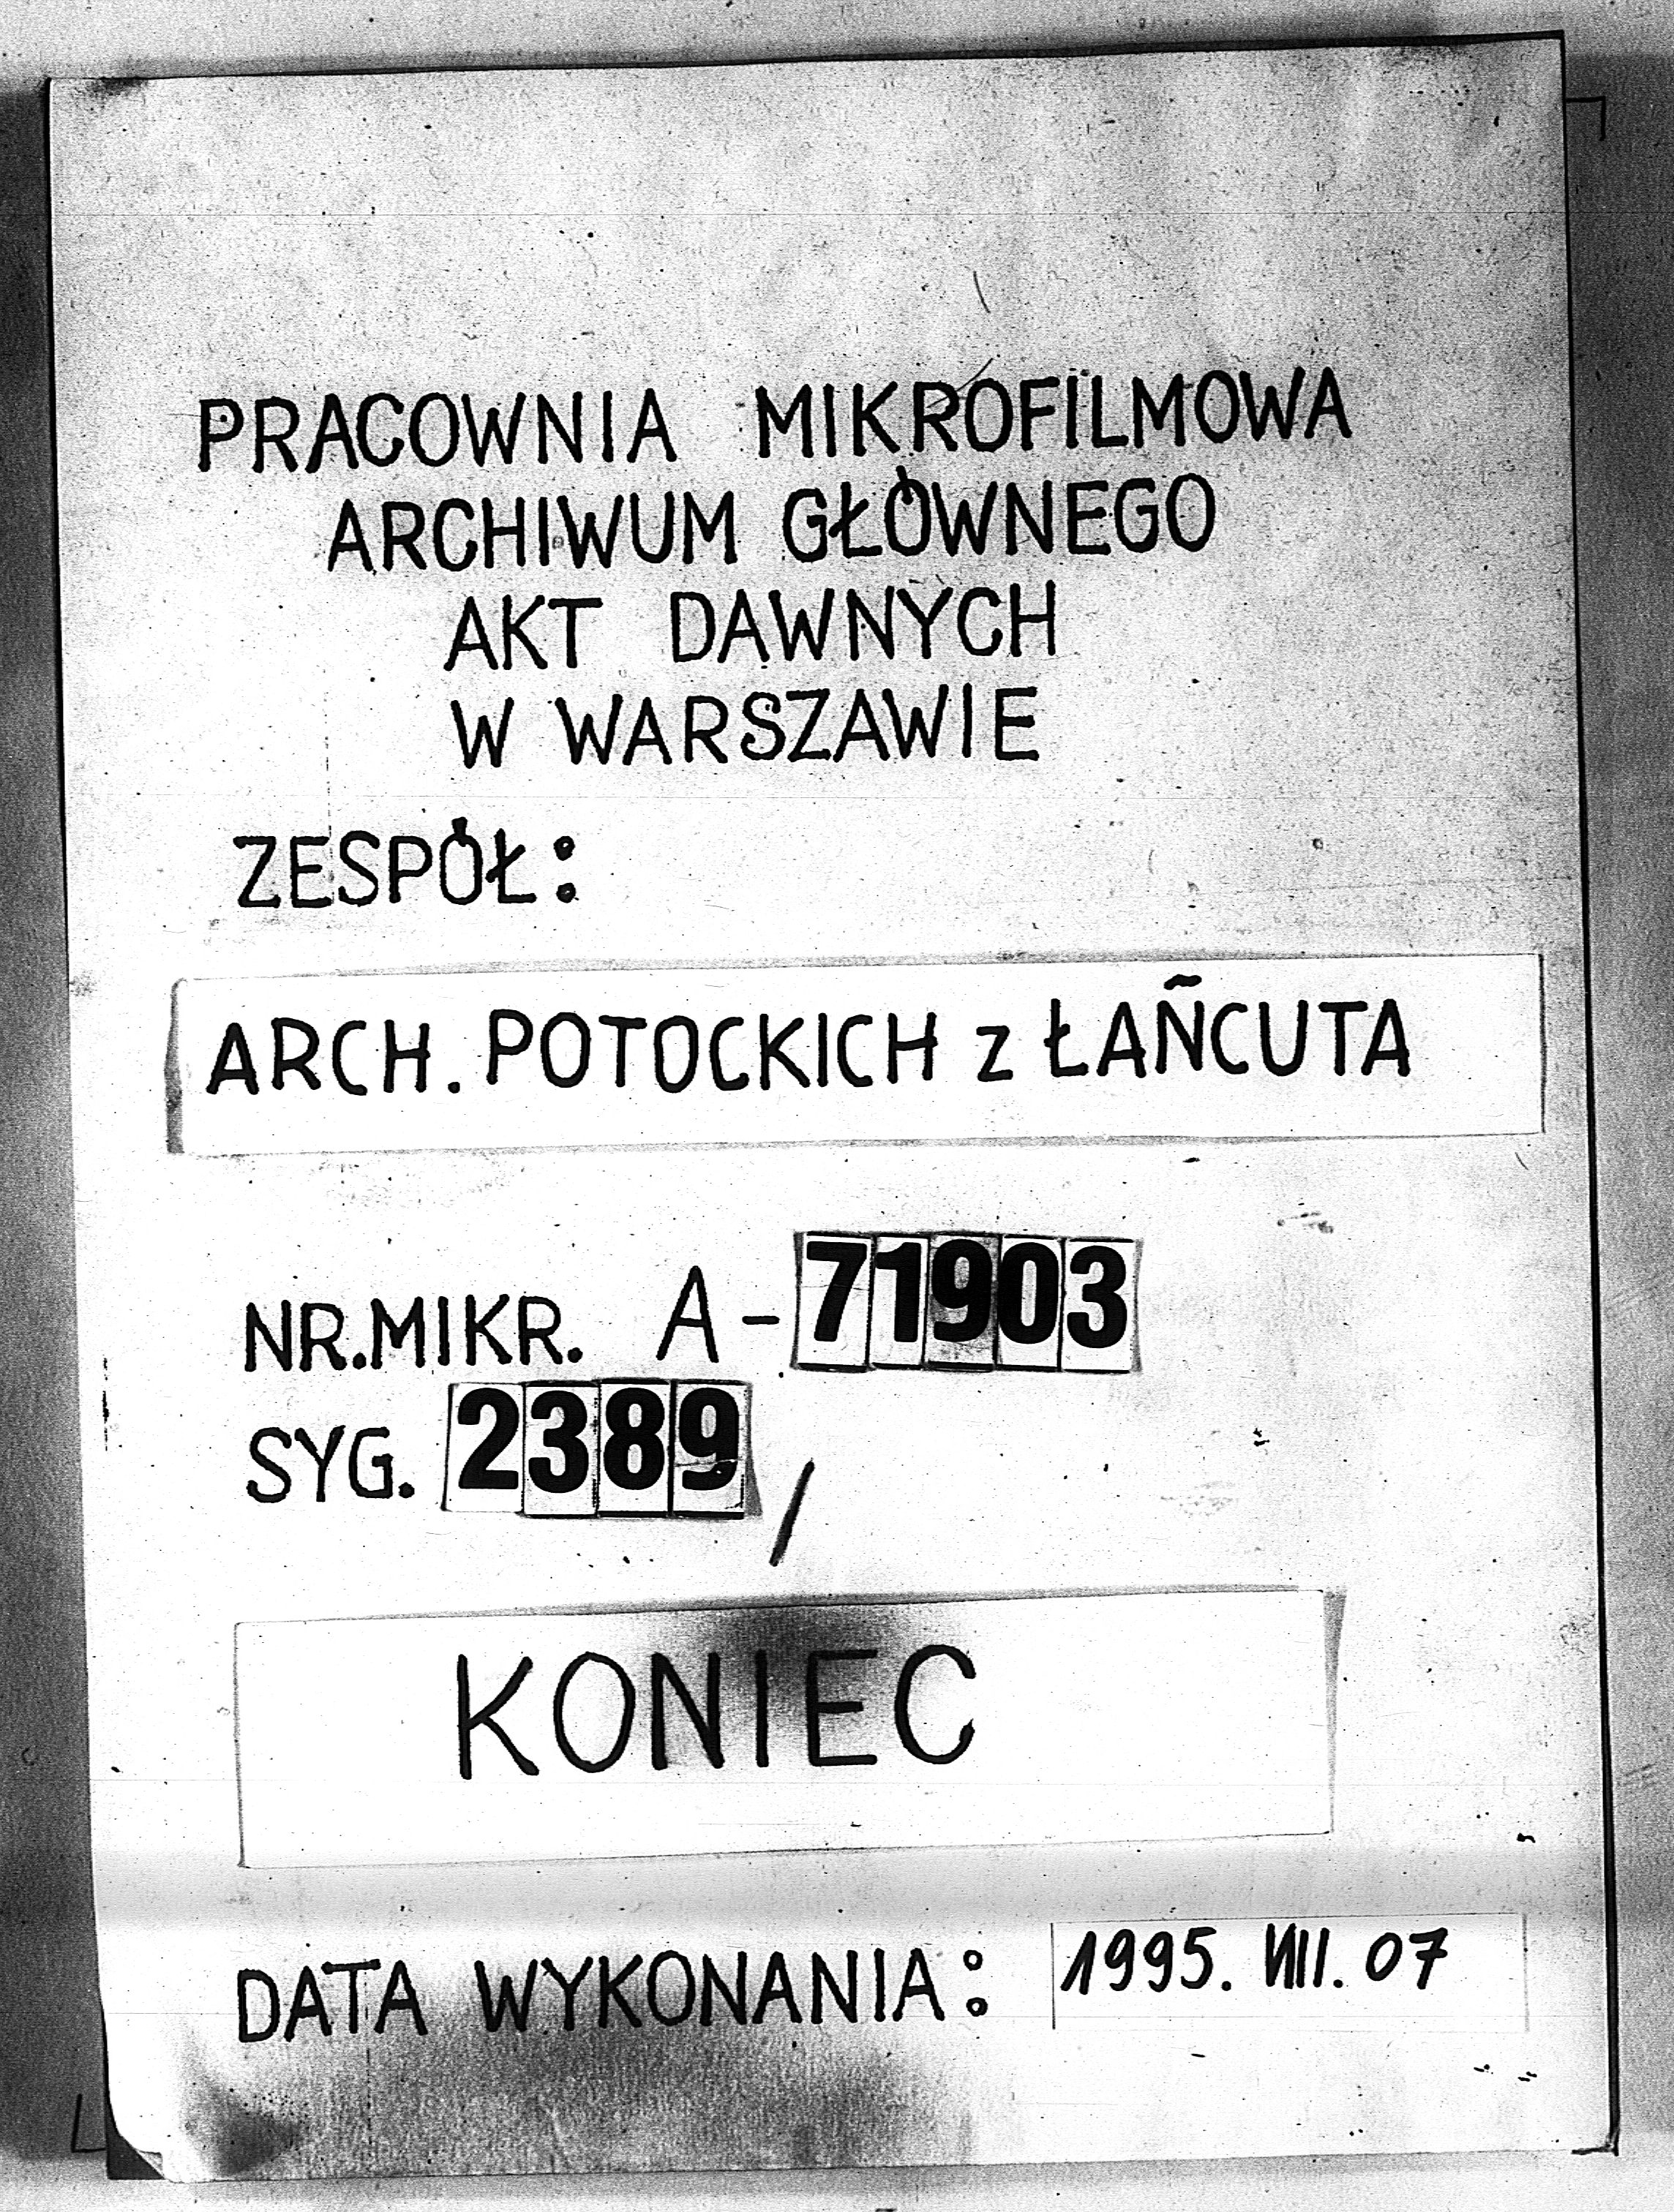 PRACOWNIA MIKROFILMOWA
ARCHIWUM GŁÓWNEGO
AKT DAWNYCH
W WARSZAWIE
ZESPÓŁ:
ARCH. POTOCKICH z ŁAŃCUTA
NR.MIKR. A-71903
SYG. 2389/
KONIEC
DATA WYKONANIA: 1995. VIII. 07